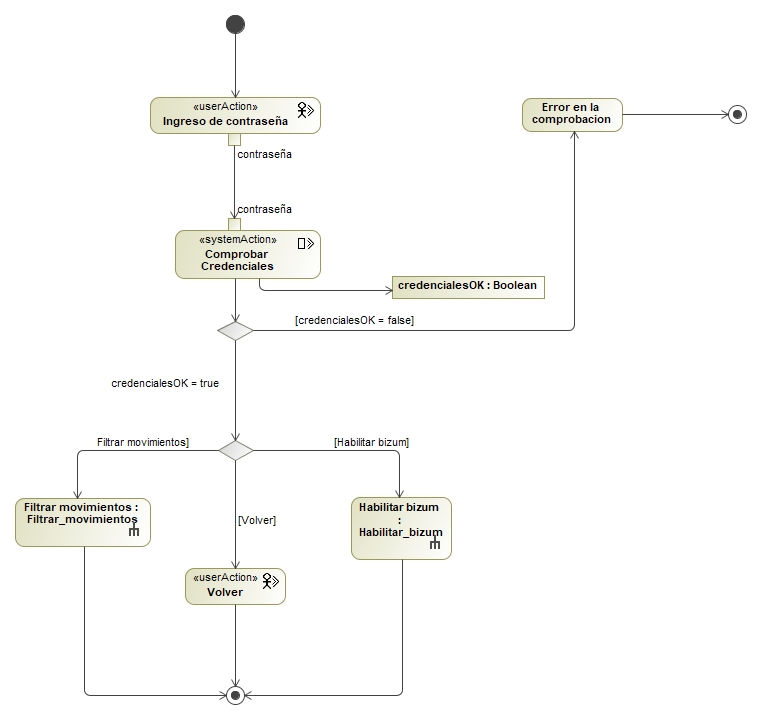 «userAction»
Ingreso de contraseña
Error en la
comprobacion
contraseña
contraseña
«systemAction»
Comprobar
Credenciales
credencialesOK : Boolean
[credencialesOK = false]
credencialesOK = true
Filtrar movimientos]
[Habilitar bizum]
Filtrar movimientos :
Filtrar_movimientos
[Volver]
Habilitar bizum
:
Habilitar_bizum
«userAction»
Volver